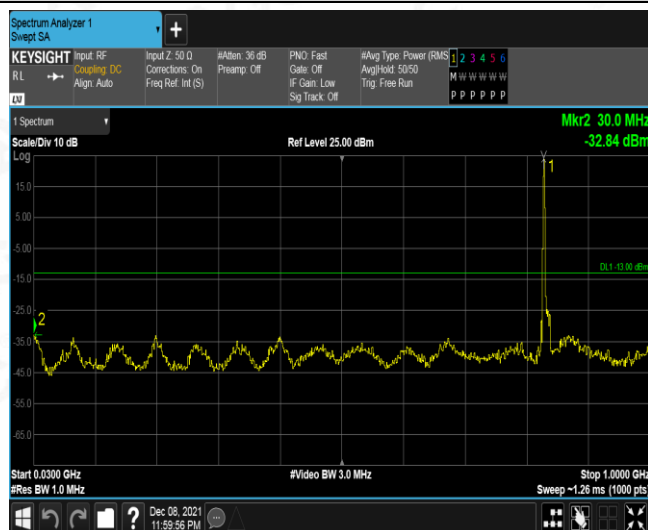 Spectrum Analyzer 1
Swept SA
+
KEYSIGHT
RL
LXI
Input: RF
Coupling: DC
Align: Auto
Input Z: 50 Ω
Corrections: On
Freq Ref: Int (S)
#Atten: 36 dB
Preamp: Off
PNO: Fast
Gate: Off
IF Gain: Low
Sig Track: Off
#Avg Type: Power (RMS
Avg|Hold: 50/50
Trig: Free Run
1 2 3 4 5 6
M W W W W W
P P P P P P
1 Spectrum
Scale/Div 10 dB
Ref Level 25.00 dBm
Mkr2 30.0 MHz
-32.84 dBm
Log
15.0
5.00
-5.00
-15.0
-25.0
-35.0
-45.0
-55.0
-65.0
1
2
DL1 -13.00 dBm
Start 0.0300 GHz
#Res BW 1.0 MHz
#Video BW 3.0 MHz
Stop 1.0000 GHz
Sweep ~1.26 ms (1000 pts)
?
Dec 08, 2021
11:59:56 PM